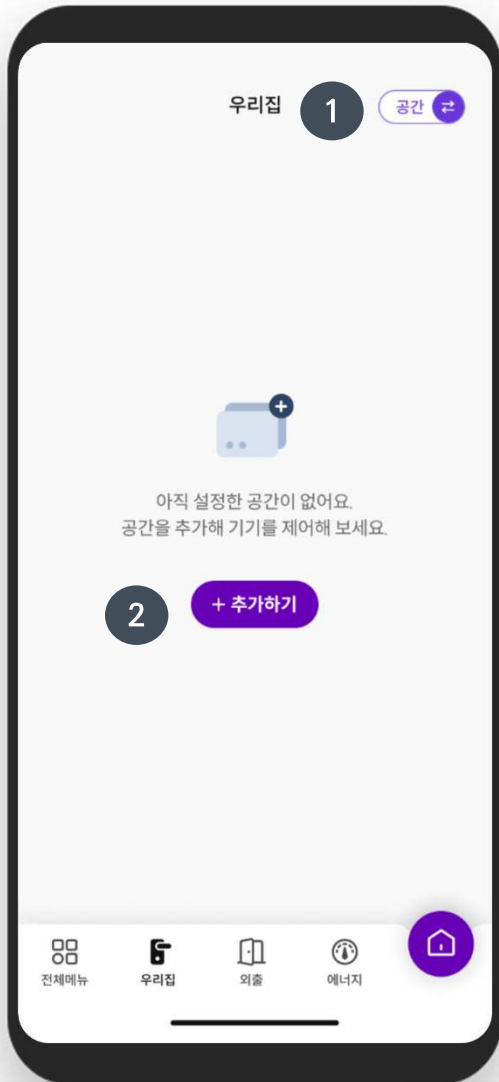 우리집
1
공간
아직 설정한 공간이 없어요.
공간을 추가해 기기를 제어해 보세요.
2
+ 추가하기
전체메뉴
우리집
외출
에너지